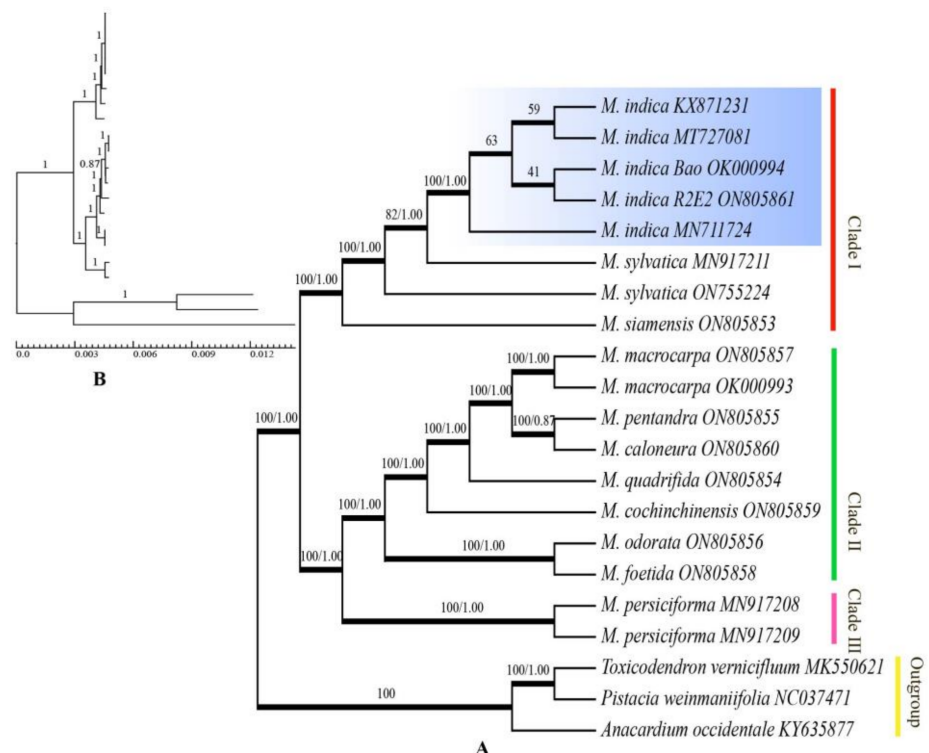 1
1
1
1
1
1
1
0.87
1
1
1
1
1
1
1
0.0 0.003 0.006 0.009 0.012
B
59
63
41
100/1.00
82/1.00
100/1.00
100/1.00
100/1.00
100/1.00
100/1.00
100/0.87
100/1.00
100/1.00
100/1.00
100/1.00
100/1.00
100/1.00
100/1.00
100/1.00
100
M. indica KX871231
M. indica MT727081
M. indica Bao OK000994
M. indica R2E2 ON805861
M. indica MN711724
M. sylvatica MN917211
M. sylvatica ON755224
M. siamensis ON805853
M. macrocarpa ON805857
M. macrocarpa OK000993
M. pentandra ON805855
M. caloneura ON805860
M. quadrifida ON805854
M. cochinchinensis ON805859
M. odorata ON805856
M. foetida ON805858
M. persiciforma MN917208
M. persiciforma MN917209
Toxicodendron vernicifluum MK550621
Pistacia weinmaniifolia NC037471
Anacardium occidentale KY635877
Clade I
Clade II
Clade III
Outgroup
A